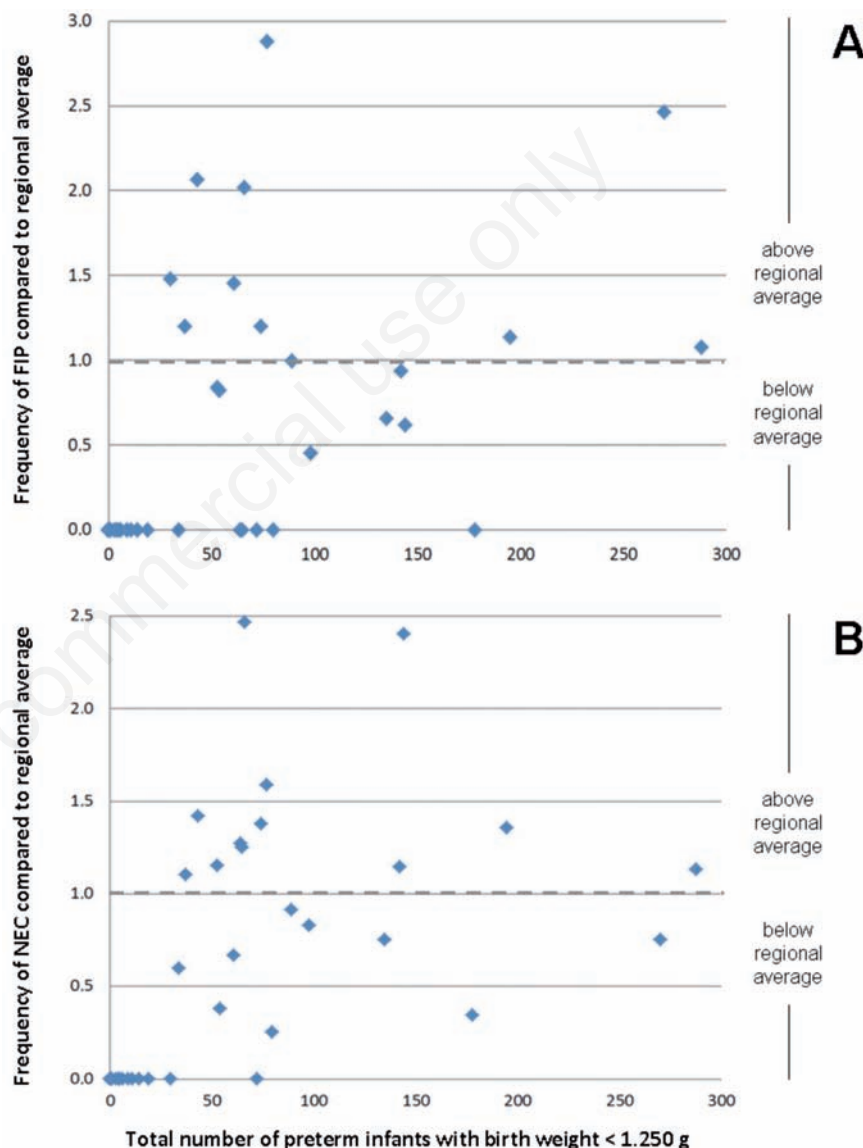 A
Frequency of FIP compared to regional average
3.0
2.5
2.0
1.5
1.0
0.5
0.0
0 50 100 150 200 250 300
above
regional
average
below
regional
average
commercial use only
B
Frequency of NEC compared to regional average
2.5
2.0
1.5
1.0
0.5
0.0
0 50 100 150 200 250 300
above
regional
average
below
regional
average
Total number of preterm infants with birth weight < 1.250 g